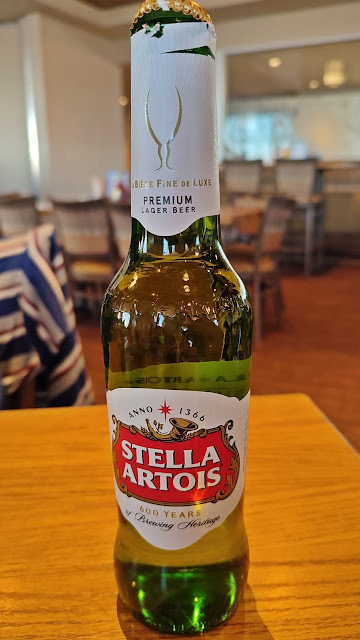 BIÈRE FINE DE LUXE
PREMIUM
LAGER BEER
ANNO 1366
STELLA
ARTOIS
600 YEARS
of Brewing Heritage